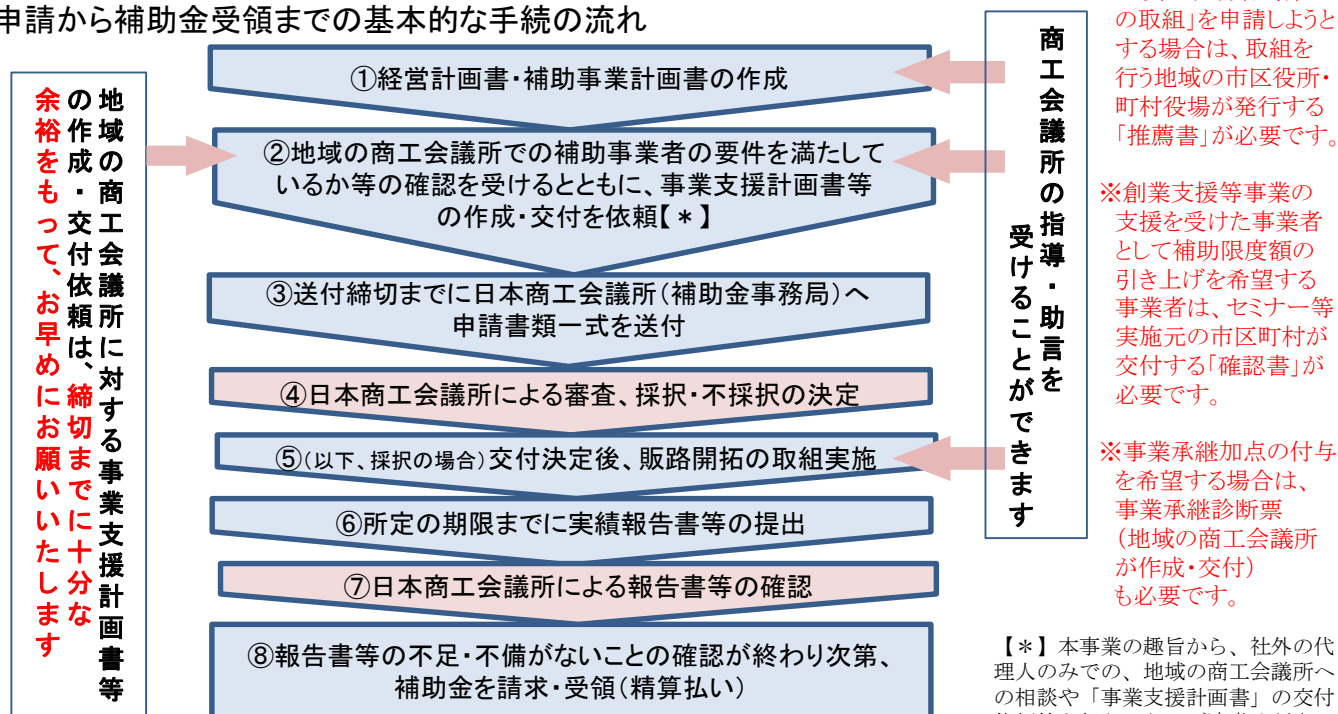 申請から補助金受領までの基本的な手続の流れ
地域の商工会議所に対する事業支援計画書等
の作成・交付依頼は、締切までに十分な
余裕をもって、お早めにお願いいたします
①経営計画書・補助事業計画書の作成
②地域の商工会議所での補助事業者の要件を満たして
いるか等の確認を受けるとともに、事業支援計画書等
の作成・交付を依頼【＊】
③送付締切までに日本商工会議所（補助金事務局）へ
申請書類一式を送付
④日本商工会議所による審査、採択・不採択の決定
⑤（以下、採択の場合）交付決定後、販路開拓の取組実施
⑥所定の期限までに実績報告書等の提出
⑦日本商工会議所による報告書等の確認
⑧報告書等の不足・不備がないことの確認が終わり次第、
補助金を請求・受領（精算払い）
商工会議所の指導・助言を
受けることができます
の取組」を申請しようと
する場合は、取組を
行う地域の市区役所・
町村役場が発行する
「推薦書」が必要です。
※創業支援等事業の
支援を受けた事業者
として補助限度額の
引き上げを希望する
事業者は、セミナー等
実施元の市区町村が
交付する「確認書」が
必要です。
※事業承継加点の付与
を希望する場合は、
事業承継診断票
（地域の商工会議所
が作成・交付）
も必要です。
【＊】本事業の趣旨から、社外の代
理人のみでの、地域の商工会議所へ
の相談や「事業支援計画書」の交付